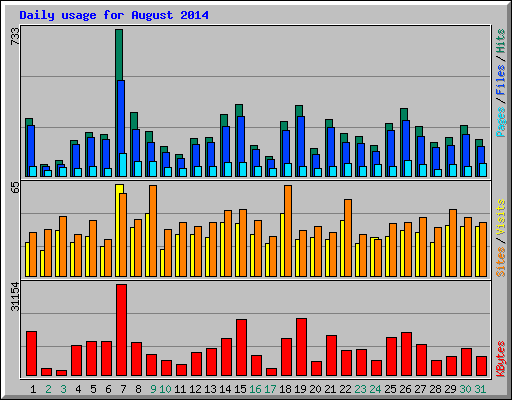 Daily usage for August 2014
733
Pages / Files / Hits
65
Sites / Visits
31154
KBytes
1 2 3 4 5 6 7 8 9 10 11 12 13 14 15 16 17 18 19 20 21 22 23 24 25 26 27 28 29 30 31